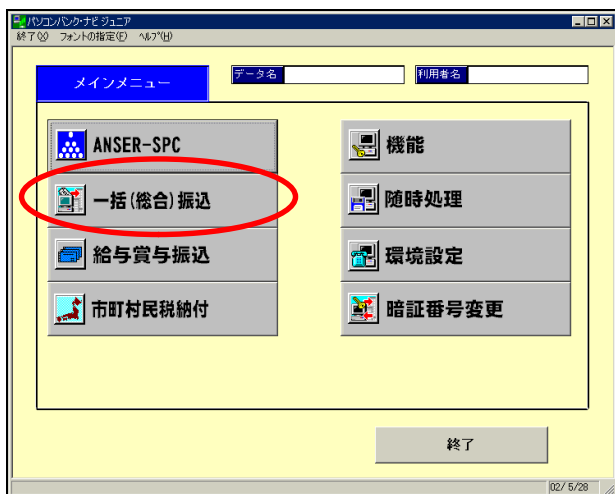 パソコンバンク・ナビ ジュニア
終了(X) フォントの指定(F) ヘルプ(H)
メインメニュー
データ名
利用者名
ANSER-SPC
機能
一括(総合)振込
随時処理
給与賞与振込
環境設定
市町村民税納付
暗証番号変更
終了
02/ 5/28